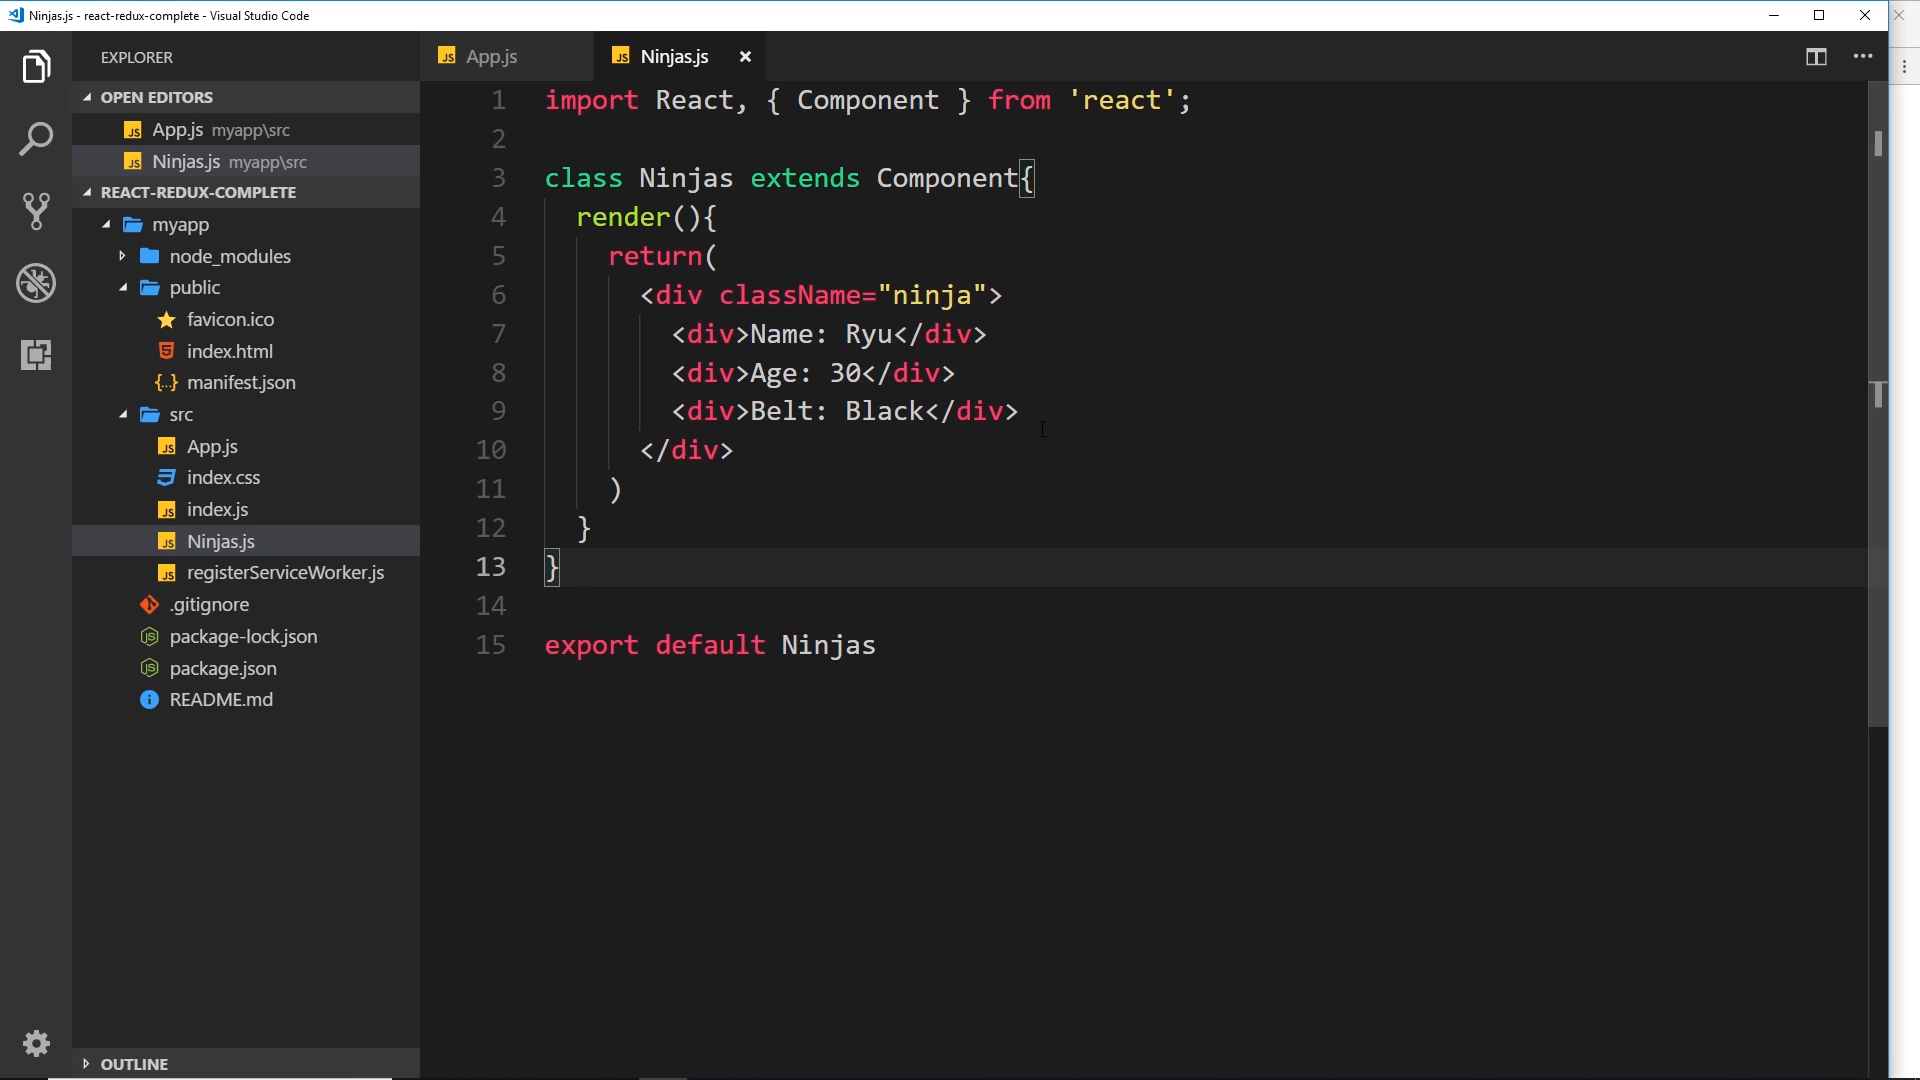 Ninjas.js - react-redux-complete - Visual Studio Code
EXPLORER
OPEN EDITORS
App.js myapp\src
Ninjas.js myapp\src
REACT-REDUX-COMPLETE
myapp
node_modules
public
favicon.ico
index.html
manifest.json
src
App.js
index.css
index.js
Ninjas.js
registerServiceWorker.js
.gitignore
package-lock.json
package.json
README.md
OUTLINE
App.js
Ninjas.js
1 import React, { Component } from 'react';
2
3 class Ninjas extends Component{
4   render(){
5     return(
6       <div className="ninja">
7         <div>Name: Ryu</div>
8         <div>Age: 30</div>
9         <div>Belt: Black</div>
10       </div>
11     )
12   }
13 }
14
15 export default Ninjas